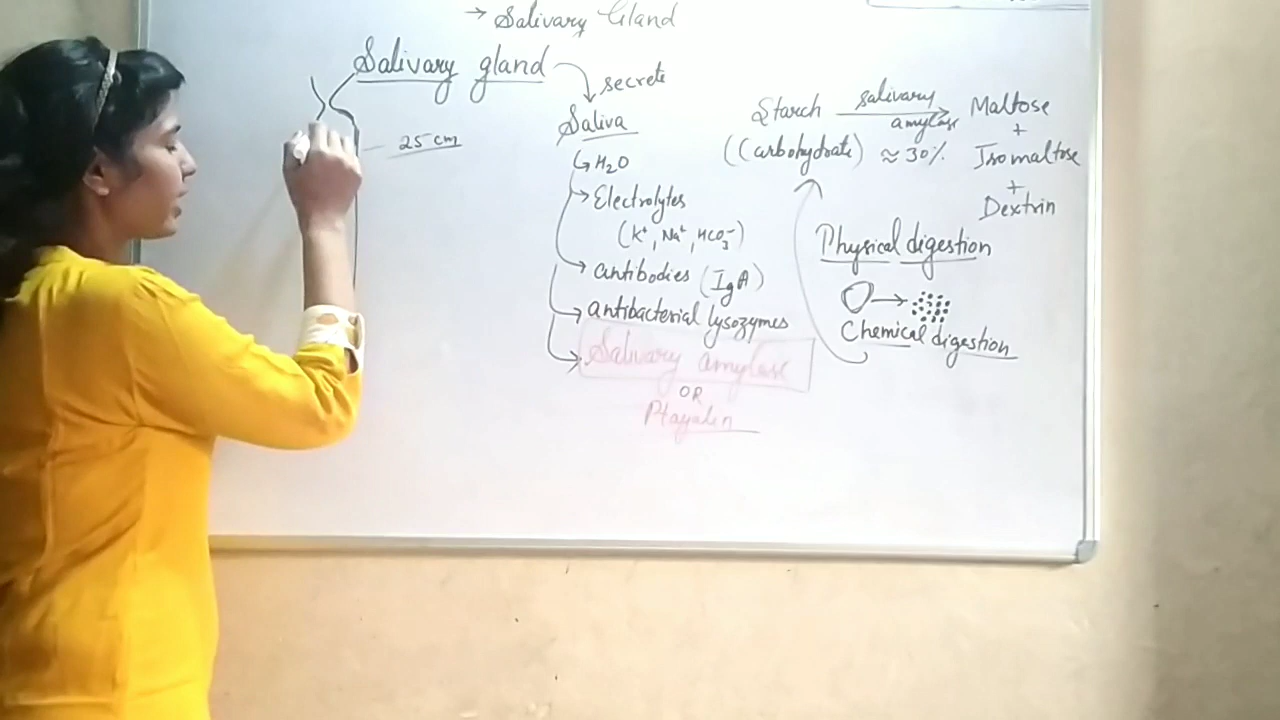 → Salivary Gland
Salivary gland
secrete
25 cm
Saliva
H₂O
Electrolytes
(K⁺, Na⁺, HCO₃⁻)
antibodies (IgA)
antibacterial lysozymes
Salivary amylase
OR
Ptayalin
Starch salivary amylase Maltose
(Carbohydrate) ≈30%
+
Isomaltose
+
Dextrin
Physical digestion
Chemical digestion